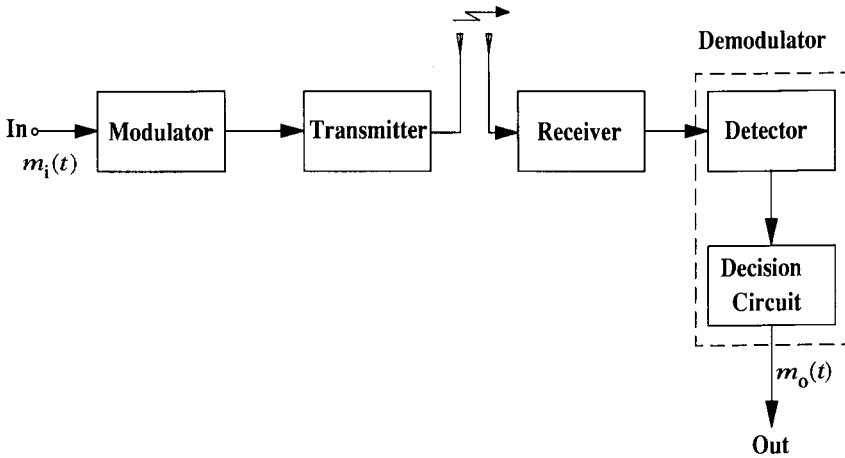 Demodulator
In
Modulator
Transmitter
Receiver
Detector
m_i(t)
Decision
Circuit
m_o(t)
Out